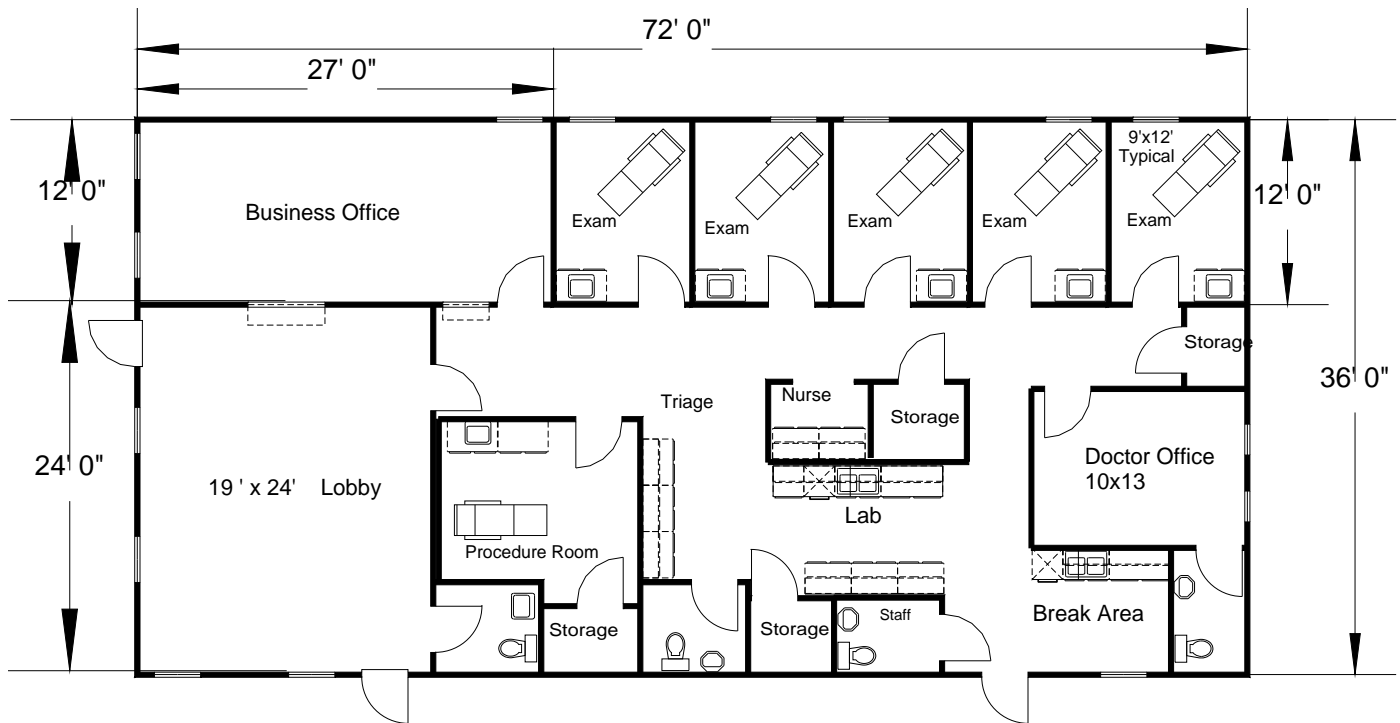 72' 0"
27' 0"
12' 0"
Business Office
Exam
Exam
Exam
Exam
9'x12'
Typical
Exam
12' 0"
36' 0"
24' 0"
19 ' x 24' Lobby
Triage
Nurse
Storage
Storage
Doctor Office
10x13
Lab
Procedure Room
Storage
Storage
Staff
Break Area